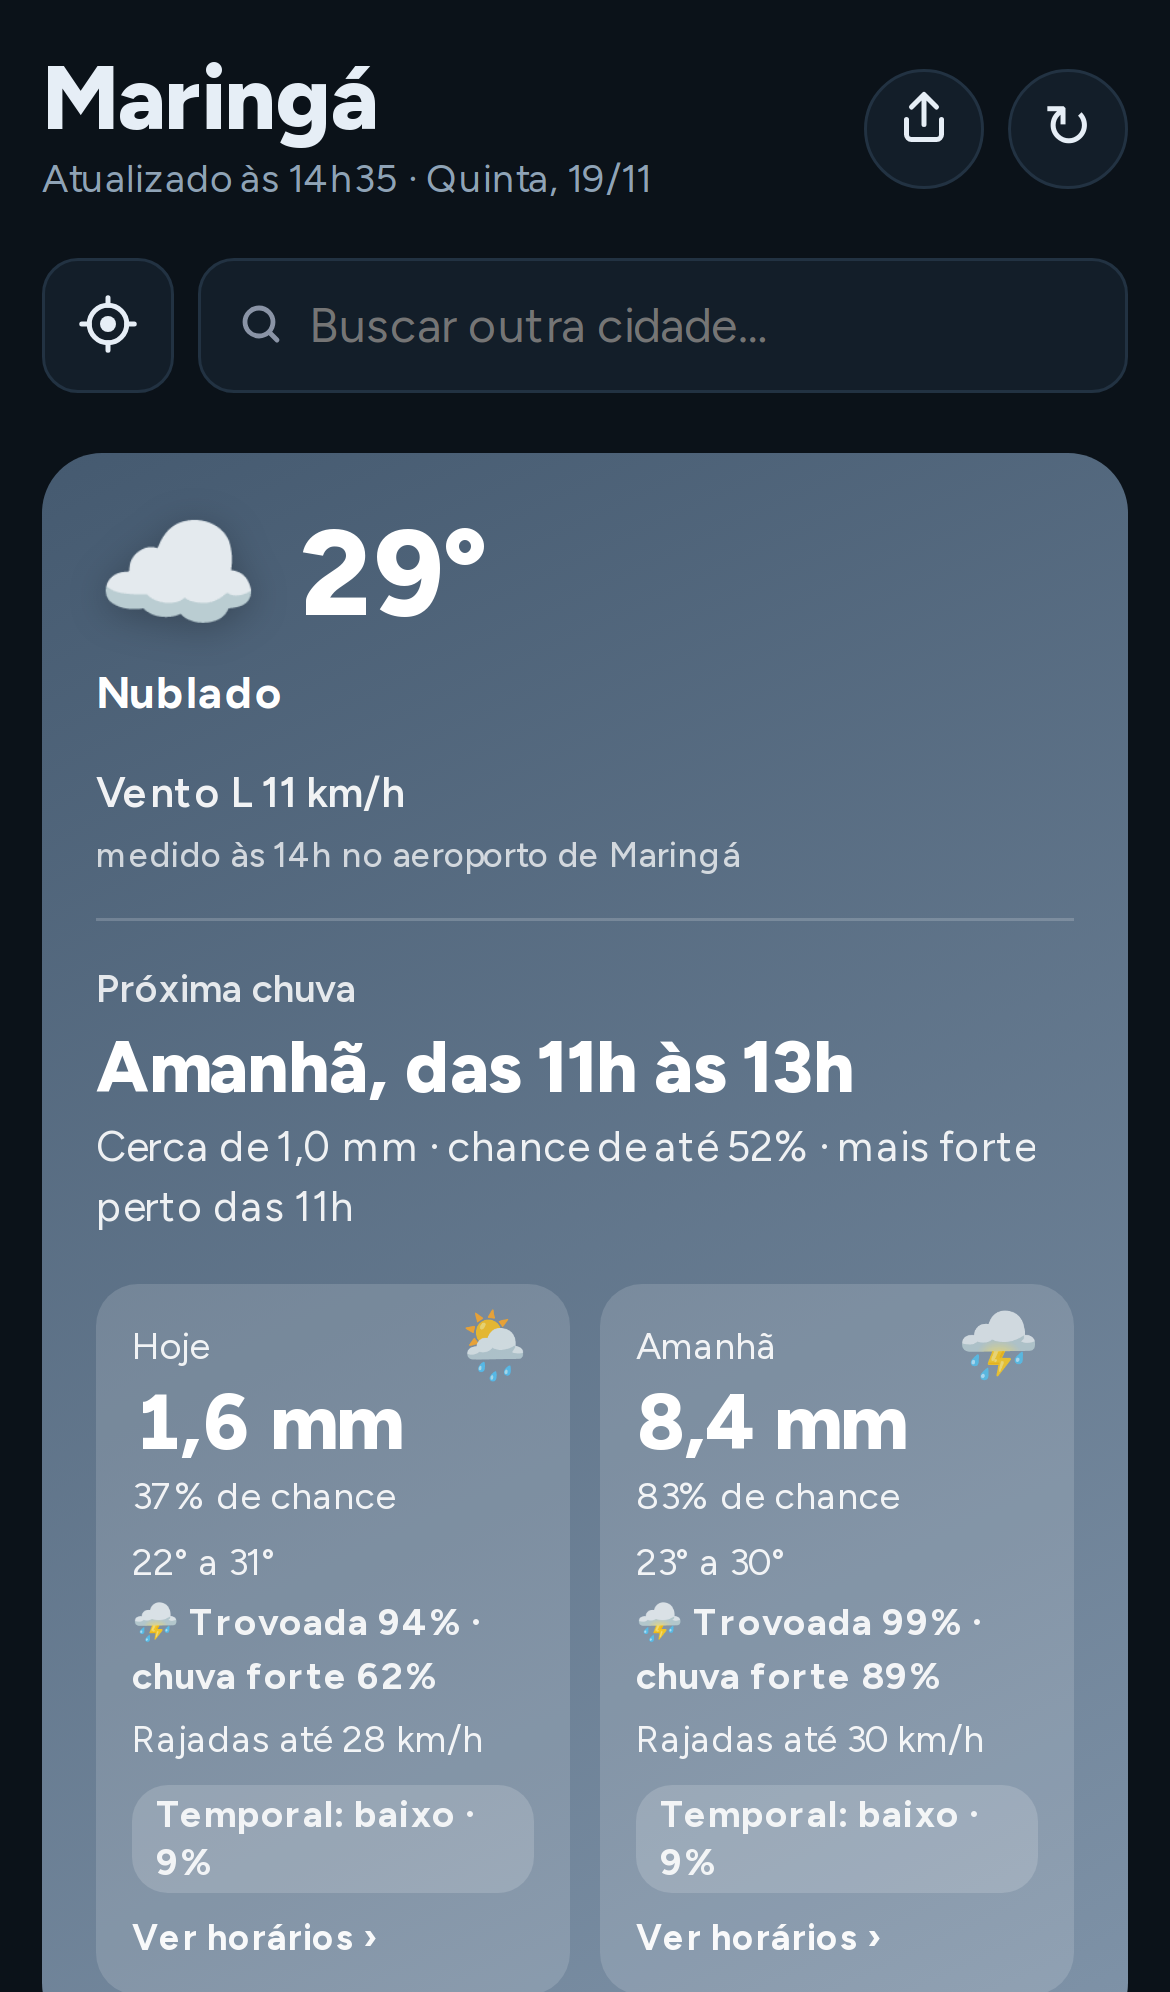 Maringá
Atualizado às 14h35 · Quinta, 19/11
Buscar outra cidade...
29°
Nublado
Vento L 11 km/h
medido às 14h no aeroporto de Maringá
Próxima chuva
Amanhã, das 11h às 13h
Cerca de 1,0 mm · chance de até 52% · mais forte
perto das 11h
Hoje
1,6 mm
37% de chance
22° a 31°
Trovoada 94% ·
chuva forte 62%
Rajadas até 28 km/h
Temporal: baixo ·
9%
Ver horários ›
Amanhã
8,4 mm
83% de chance
23° a 30°
Trovoada 99% ·
chuva forte 89%
Rajadas até 30 km/h
Temporal: baixo ·
9%
Ver horários ›